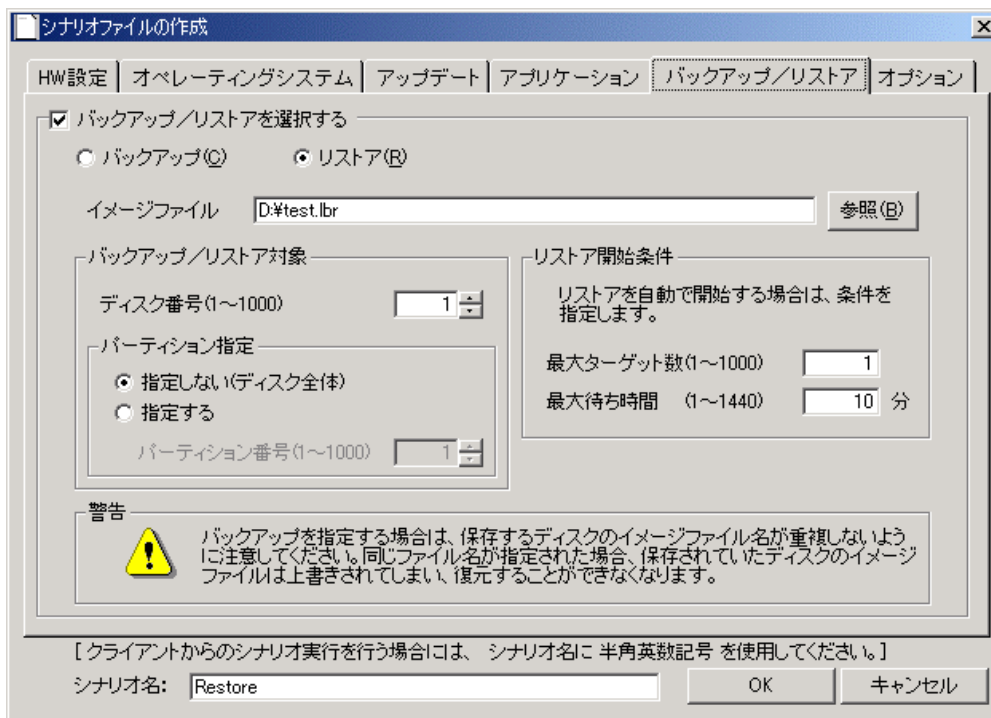 シナリオファイルの作成
HW設定 オペレーティングシステム アップデート アプリケーション バックアップ／リストア オプション
バックアップ／リストアを選択する
バックアップ(C) リストア(R)
イメージファイル D:¥test.lbr 参照(B)
バックアップ／リストア対象
ディスク番号(1～1000) 1
パーティション指定
指定しない(ディスク全体)
指定する
パーティション番号(1～1000) 1
リストア開始条件
リストアを自動で開始する場合は、条件を
指定します。
最大ターゲット数(1～1000) 1
最大待ち時間 (1～1440) 10 分
警告
バックアップを指定する場合は、保存するディスクのイメージファイル名が重複しないよう
に注意してください。同じファイル名が指定された場合、保存されていたディスクのイメージ
ファイルは上書きされてしまい、復元することができなくなります。
[ クライアントからのシナリオ実行を行う場合には、 シナリオ名に 半角英数記号 を使用してください。]
シナリオ名: Restore OK キャンセル